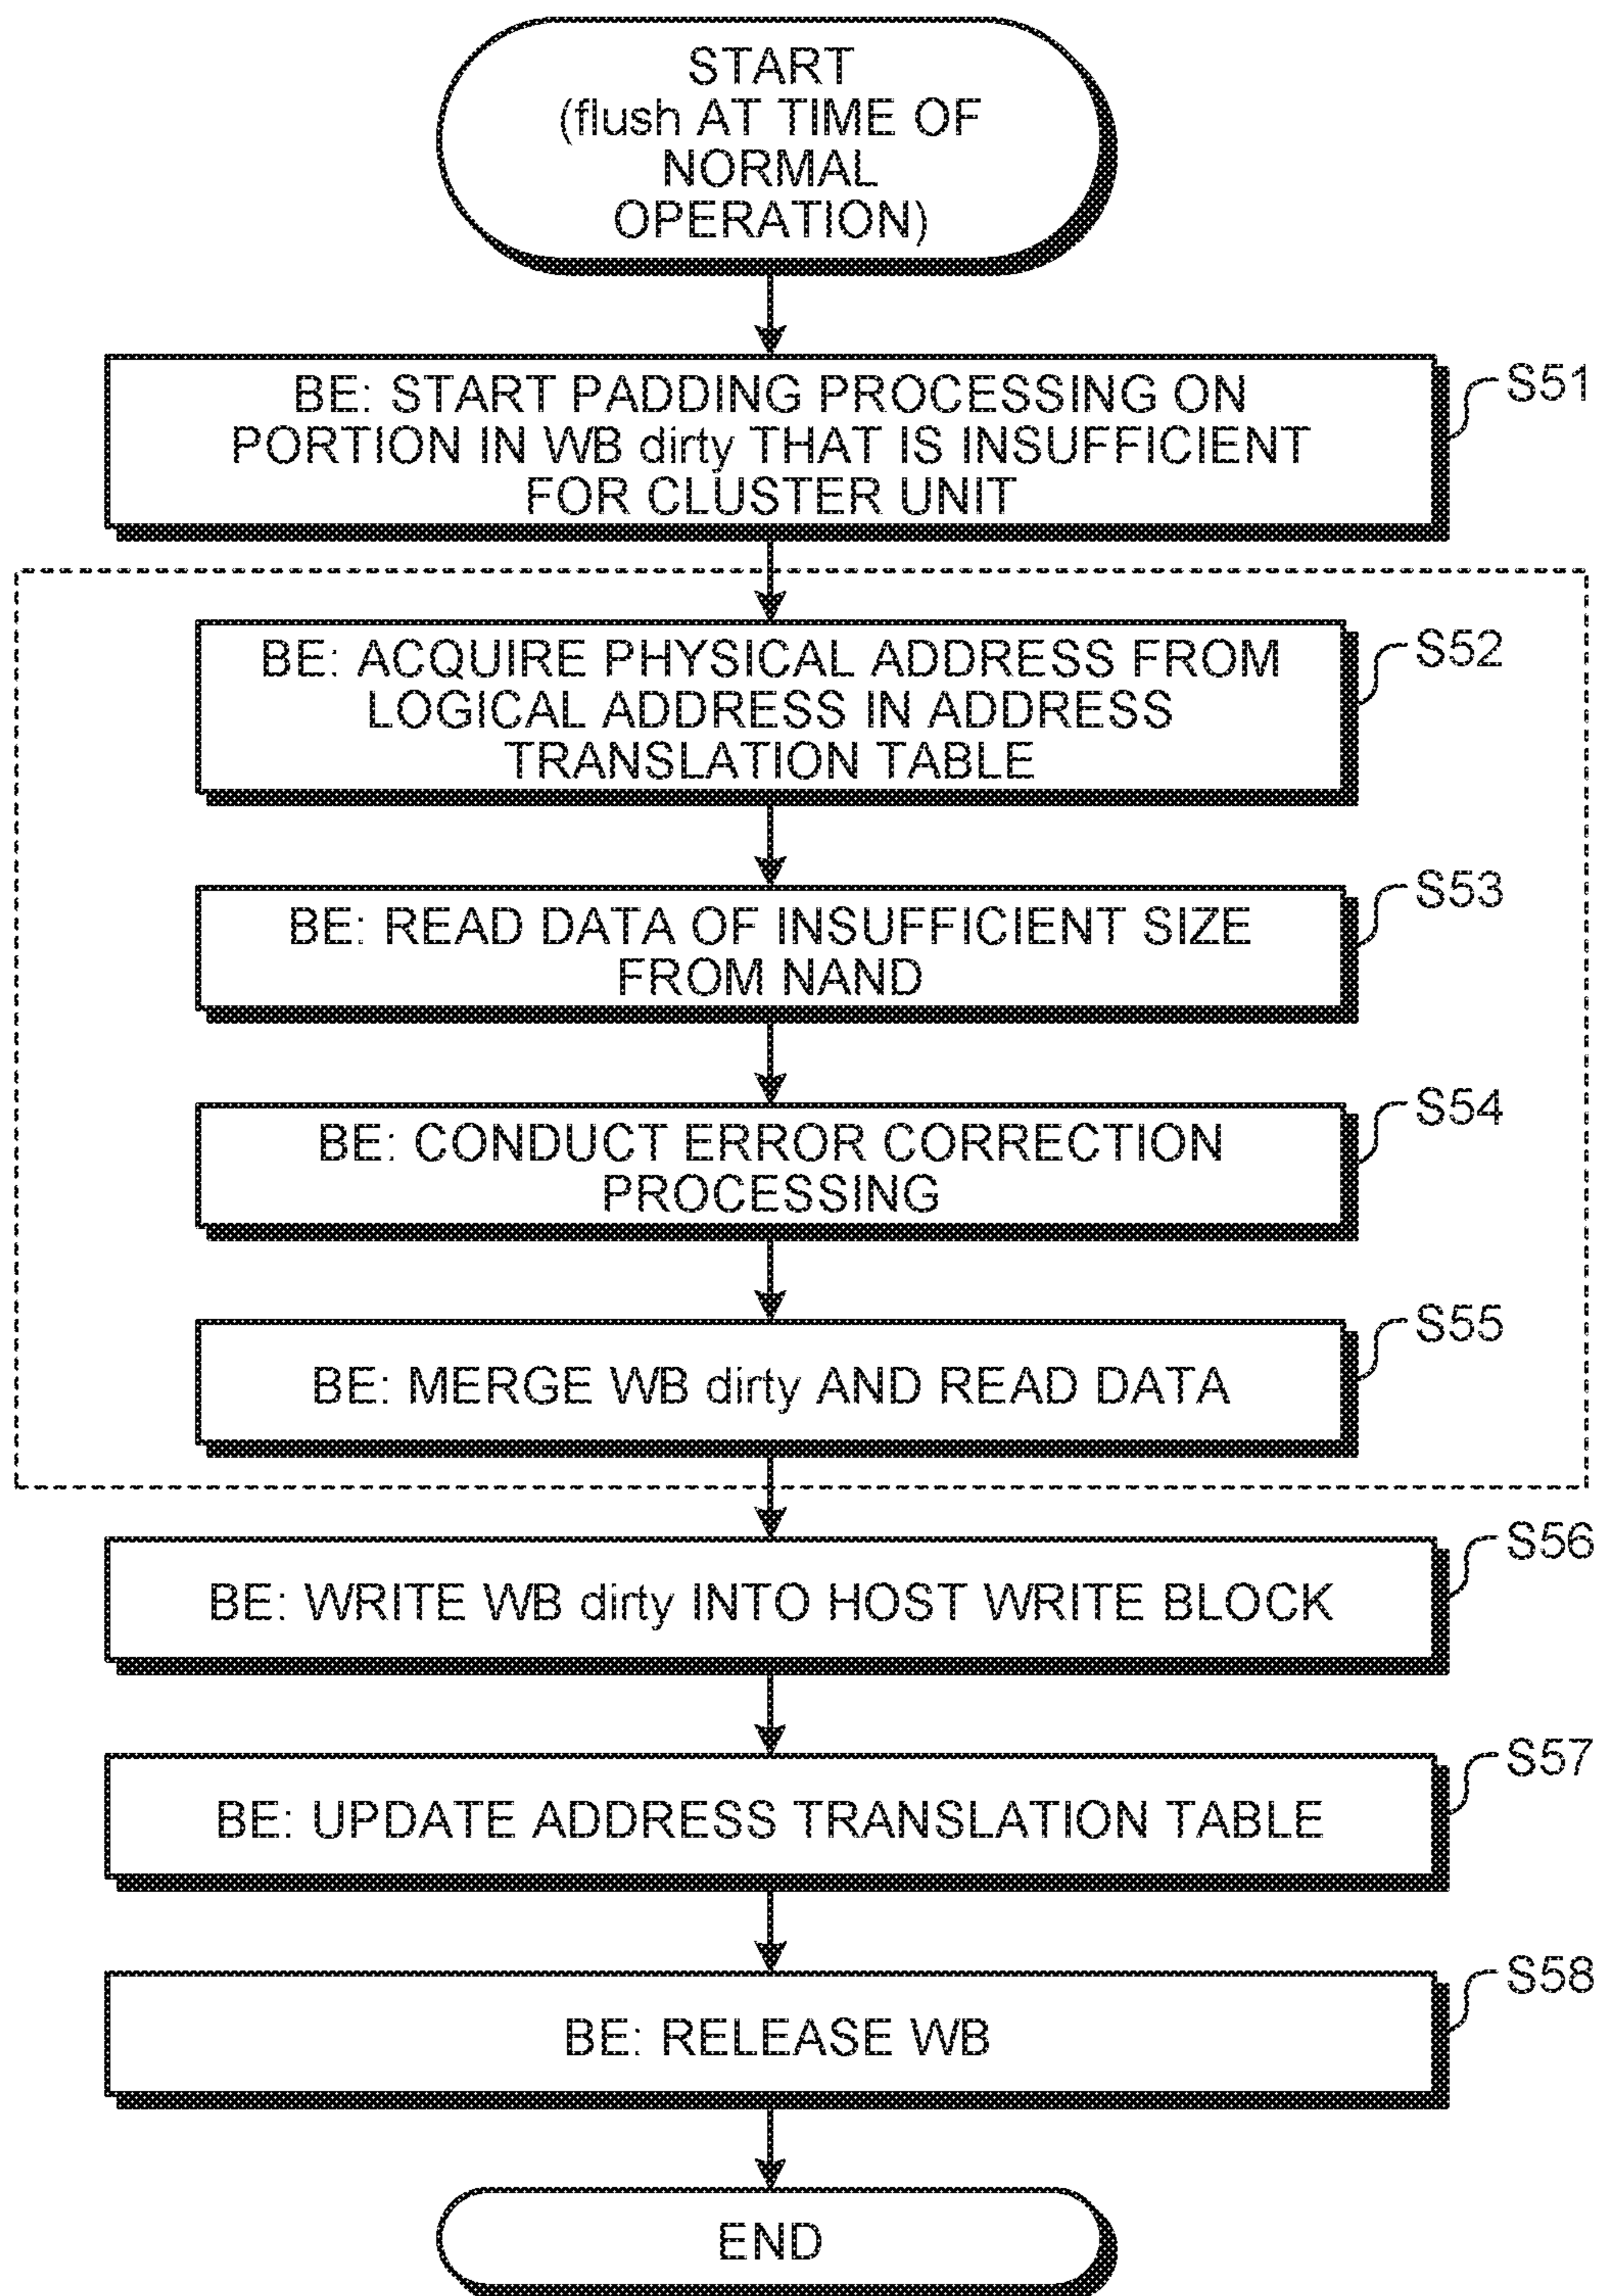 START
(flush AT TIME OF
NORMAL
OPERATION)
BE: START PADDING PROCESSING ON
PORTION IN WB dirty THAT IS INSUFFICIENT
FOR CLUSTER UNIT
S51
BE: ACQUIRE PHYSICAL ADDRESS FROM
LOGICAL ADDRESS IN ADDRESS
TRANSLATION TABLE
S52
BE: READ DATA OF INSUFFICIENT SIZE
FROM NAND
S53
BE: CONDUCT ERROR CORRECTION
PROCESSING
S54
BE: MERGE WB dirty AND READ DATA
S55
BE: WRITE WB dirty INTO HOST WRITE BLOCK
S56
BE: UPDATE ADDRESS TRANSLATION TABLE
S57
BE: RELEASE WB
S58
END